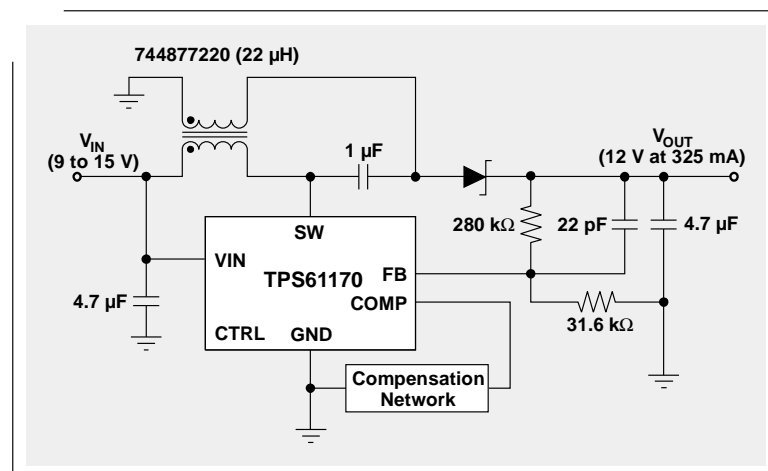 744877220 (22 µH)
VIN
(9 to 15 V)
1 µF
VOUT
(12 V at 325 mA)
SW
280 kΩ
22 pF
4.7 µF
VIN
TPS61170
FB
COMP
4.7 µF
31.6 kΩ
CTRL
GND
Compensation
Network